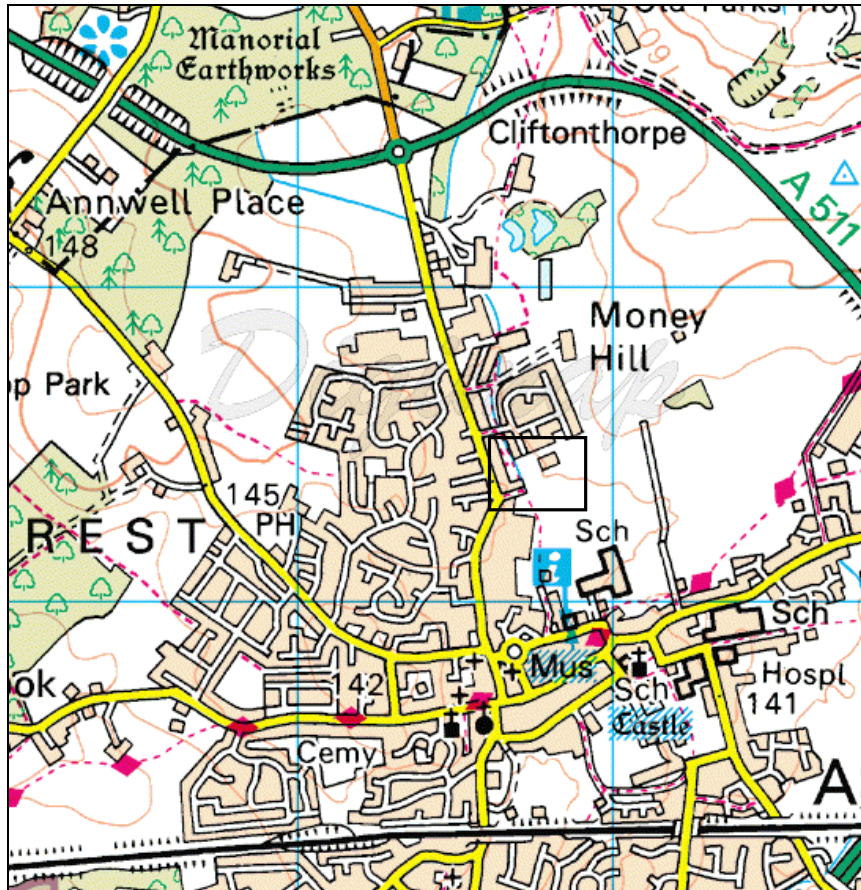 Manorial
Earthworks
Cliftonthorpe
A 511
Annwell Place
148
Money
Hill
op Park
145
PH
R E S T
Sch
Sch
Mus
142
ok
Hospl
Sch
141
Castle
Cemy
A